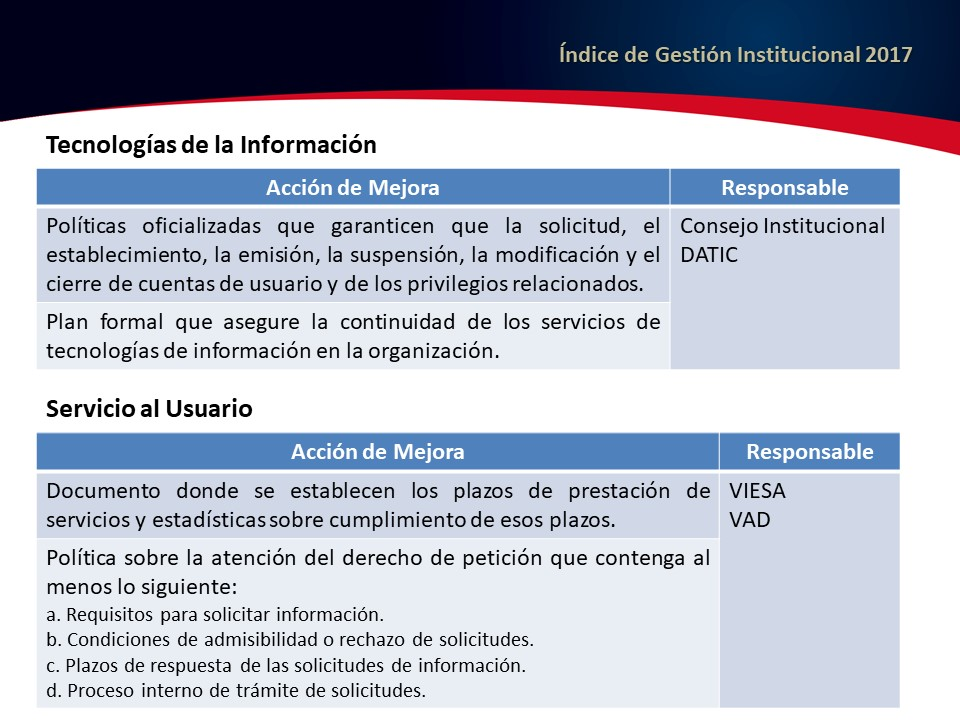 Índice de Gestión Institucional 2017
Tecnologías de la Información
Acción de Mejora
Responsable
Políticas oficializadas que garanticen que la solicitud, el
establecimiento, la emisión, la suspensión, la modificación y el
cierre de cuentas de usuario y de los privilegios relacionados.
Consejo Institucional
DATIC
Plan formal que asegure la continuidad de los servicios de
tecnologías de información en la organización.
Servicio al Usuario
Acción de Mejora
Responsable
Documento donde se establecen los plazos de prestación de
servicios y estadísticas sobre cumplimiento de esos plazos.
VIESA
VAD
Política sobre la atención del derecho de petición que contenga al
menos lo siguiente:
a. Requisitos para solicitar información.
b. Condiciones de admisibilidad o rechazo de solicitudes.
c. Plazos de respuesta de las solicitudes de información.
d. Proceso interno de trámite de solicitudes.